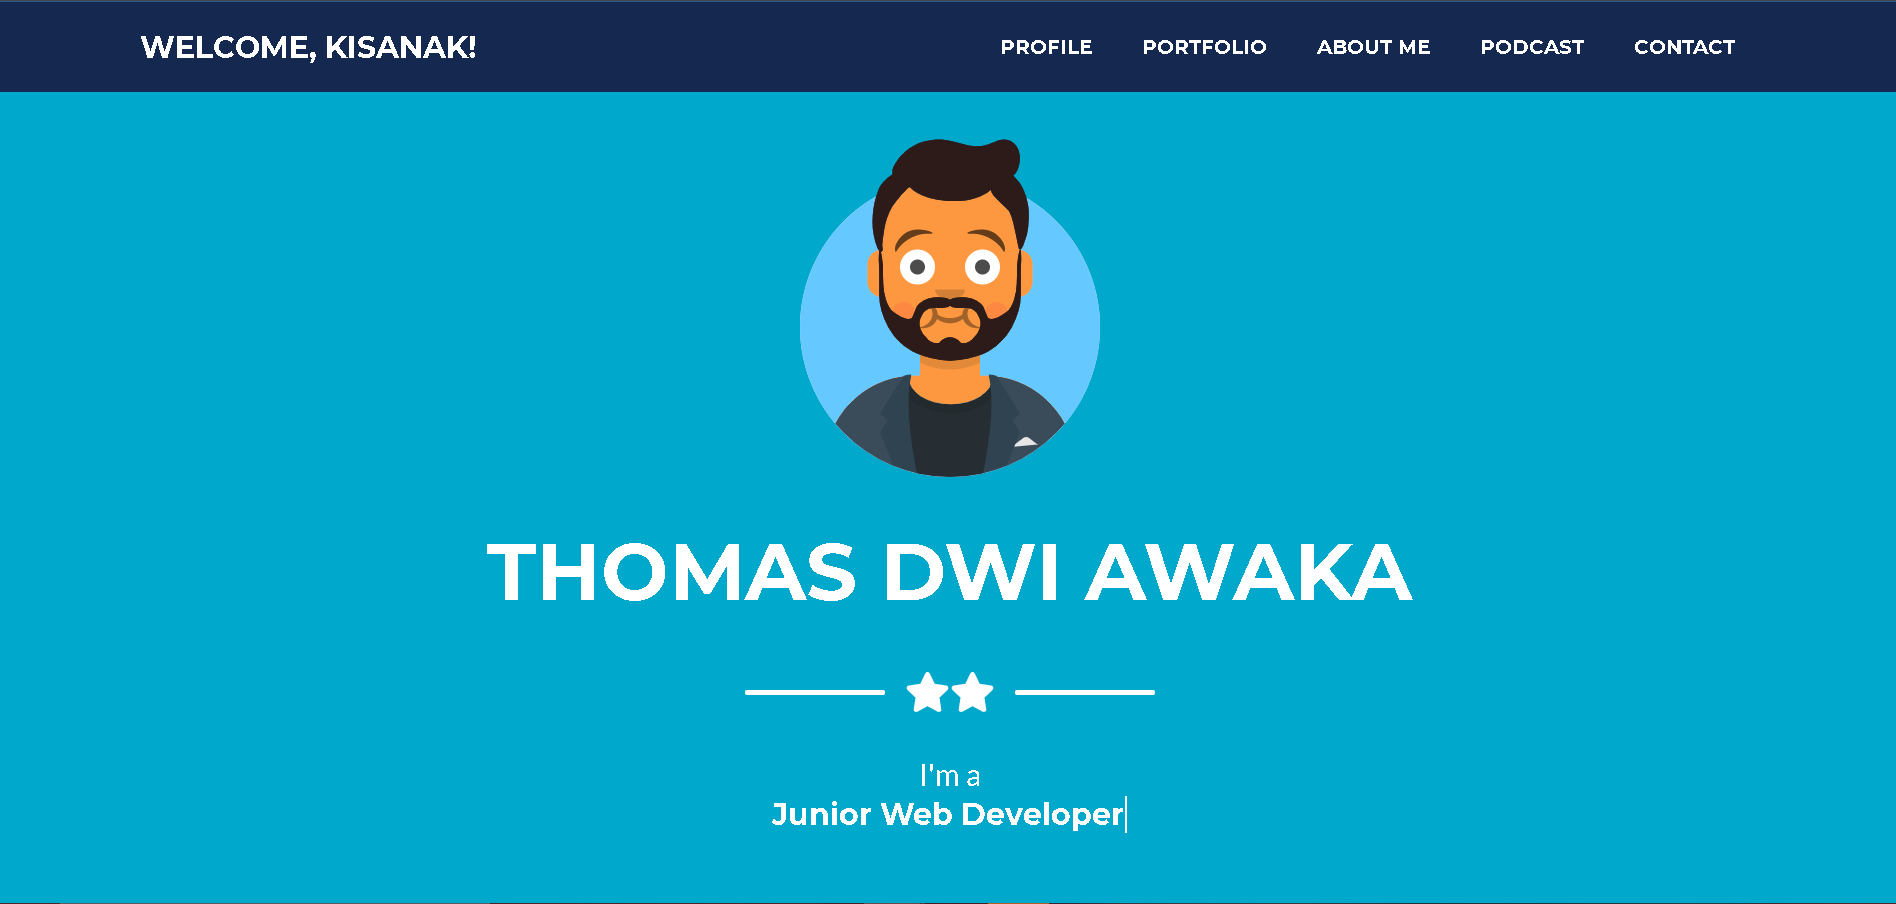 WELCOME, KISANAK!
PROFILE PORTFOLIO ABOUT ME PODCAST CONTACT
THOMAS DWI AWAKA
I'm a
Junior Web Developer